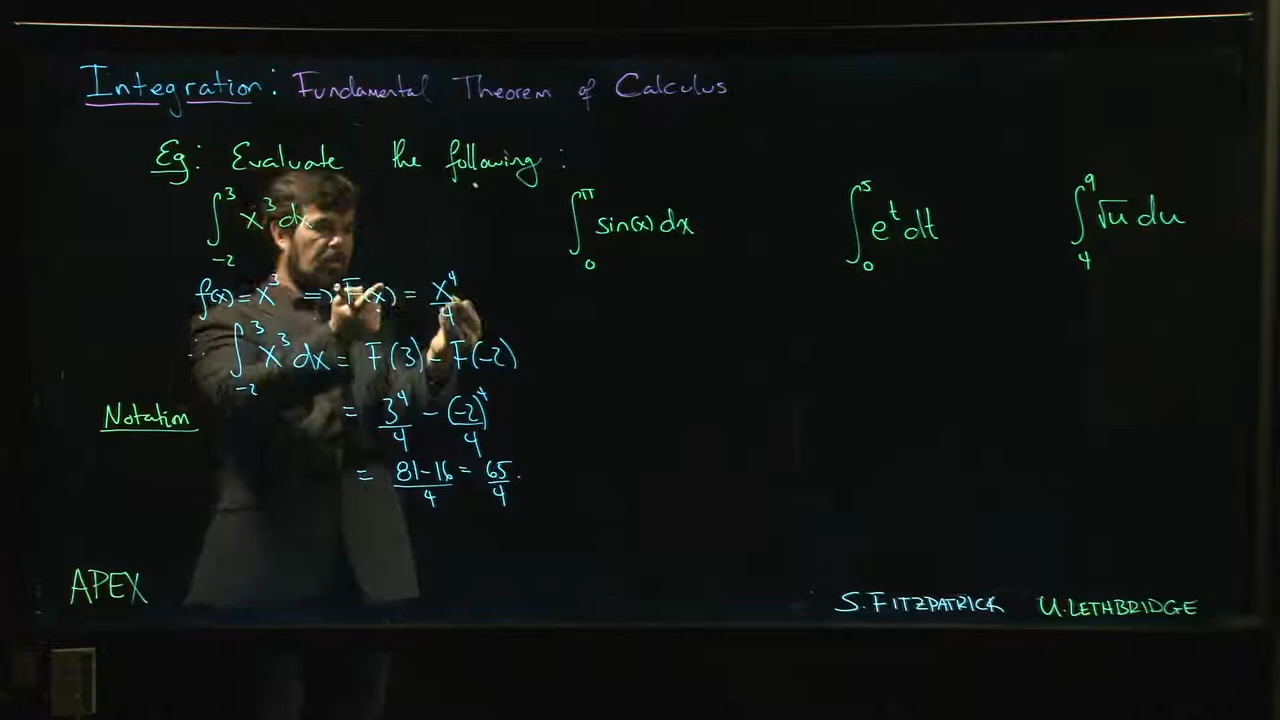 Integration: Fundamental Theorem of Calculus
Eg: Evaluate the following:
∫_{-2}^{3} x³ dx
∫_{0}^{π} sin(x) dx
∫_{0}^{5} e^t dt
∫_{4}^{9} √u du
f(x) = x³ ⇒ F(x) = x⁴/4
∫_{-2}^{3} x³ dx = F(3) - F(-2)
Notation
= 3⁴/4 - (-2)⁴/4
= (81-16)/4 = 65/4.
APEX
S. FITZPATRICK U. LETHBRIDGE